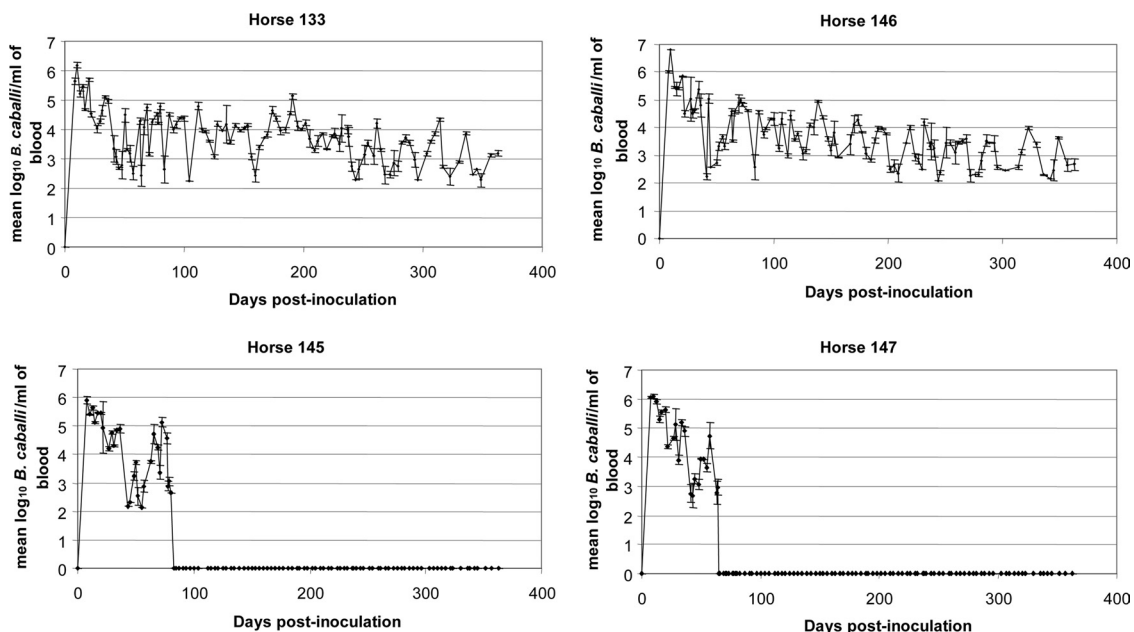 Horse 133
mean log₁₀ B. caballi/ml of
blood
7
6
5
4
3
2
1
0
0 100 200 300 400
Days post-inoculation
Horse 146
mean log₁₀ B. caballi/ml of
blood
7
6
5
4
3
2
1
0
0 100 200 300 400
Days post-inoculation
Horse 145
mean log₁₀ B. caballi/ml of
blood
7
6
5
4
3
2
1
0
0 100 200 300 400
Days post-inoculation
Horse 147
mean log₁₀ B. caballi/ml of
blood
7
6
5
4
3
2
1
0
0 100 200 300 400
Days post-inoculation